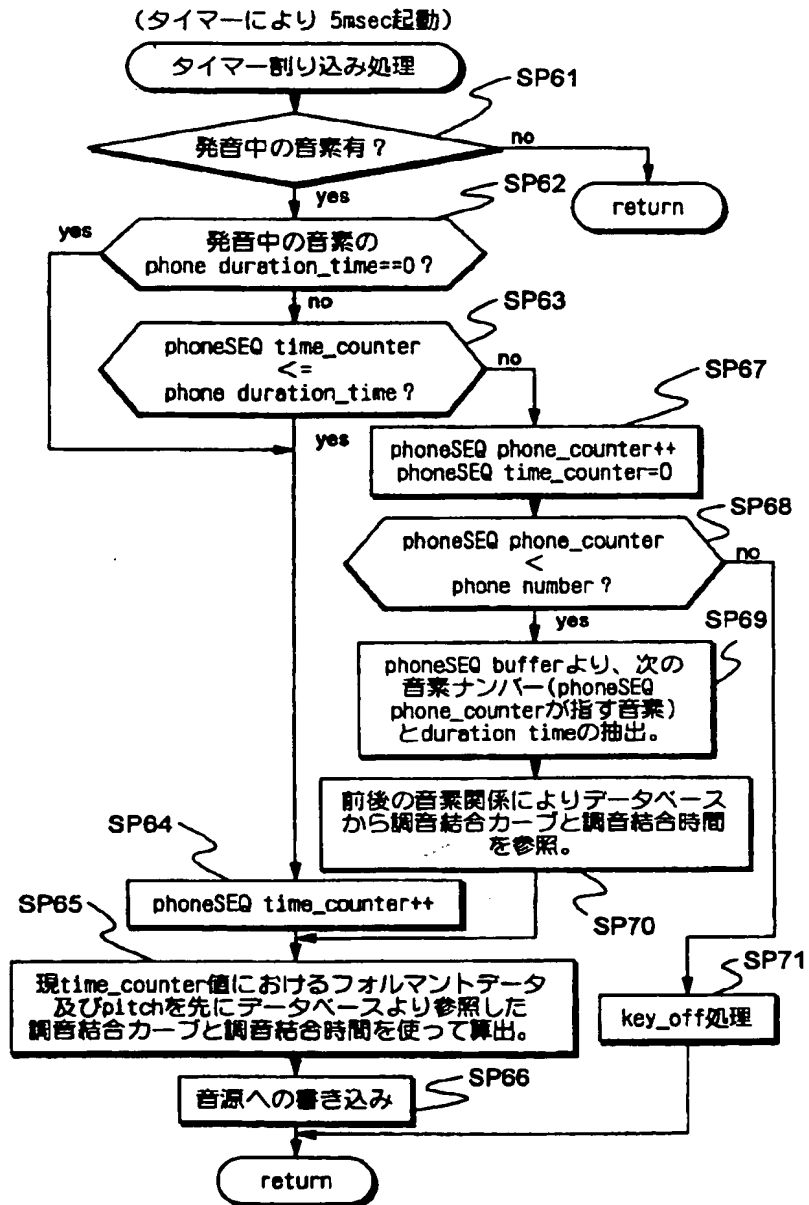 (タイマーにより 5msec起動)
タイマー割り込み処理
SP61
発音中の音素有?
no
return
yes
SP62
yes
発音中の音素の
phone duration_time==0?
no
SP63
phoneSEQ time_counter
<=
phone duration_time?
no
yes
SP67
phoneSEQ phone_counter++
phoneSEQ time_counter=0
SP68
phoneSEQ phone_counter
<
phone number?
no
yes
SP69
phoneSEQ bufferより、次の
音素ナンバー(phoneSEQ
phone_counterが指す音素)
とduration timeの抽出。
前後の音素関係によりデータベース
から調音結合カーブと調音結合時間
を参照。
SP70
SP64
phoneSEQ time_counter++
SP65
現time_counter値におけるフォルマントデータ
及びpitchを先にデータベースより参照した
調音結合カーブと調音結合時間を使って算出。
SP71
key_off処理
SP66
音源への書き込み
return